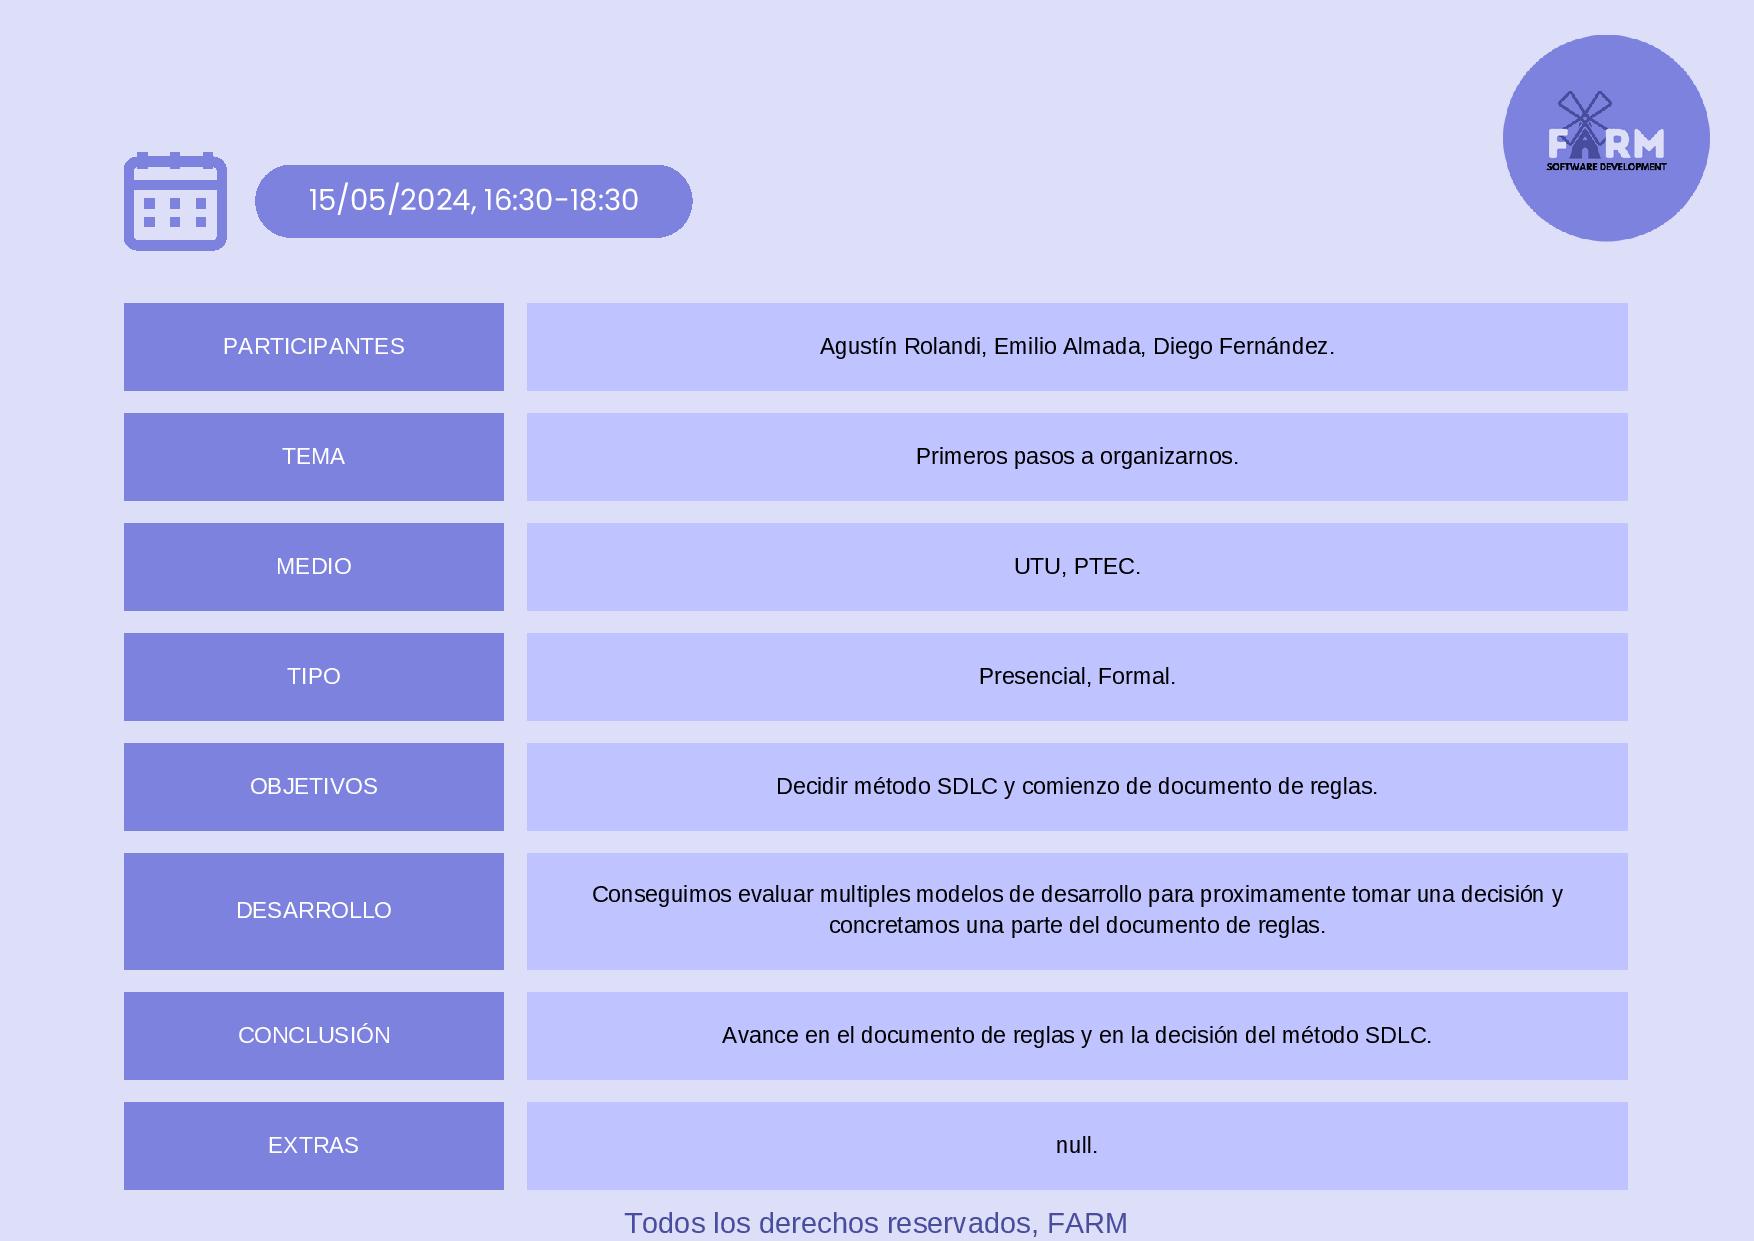 FARM
SOFTWARE DEVELOPMENT
15/05/2024, 16:30-18:30
PARTICIPANTES
Agustín Rolandi, Emilio Almada, Diego Fernández.
TEMA
Primeros pasos a organizarnos.
MEDIO
UTU, PTEC.
TIPO
Presencial, Formal.
OBJETIVOS
Decidir método SDLC y comienzo de documento de reglas.
DESARROLLO
Conseguimos evaluar multiples modelos de desarrollo para proximamente tomar una decisión y
concretamos una parte del documento de reglas.
CONCLUSIÓN
Avance en el documento de reglas y en la decisión del método SDLC.
EXTRAS
null.
Todos los derechos reservados, FARM